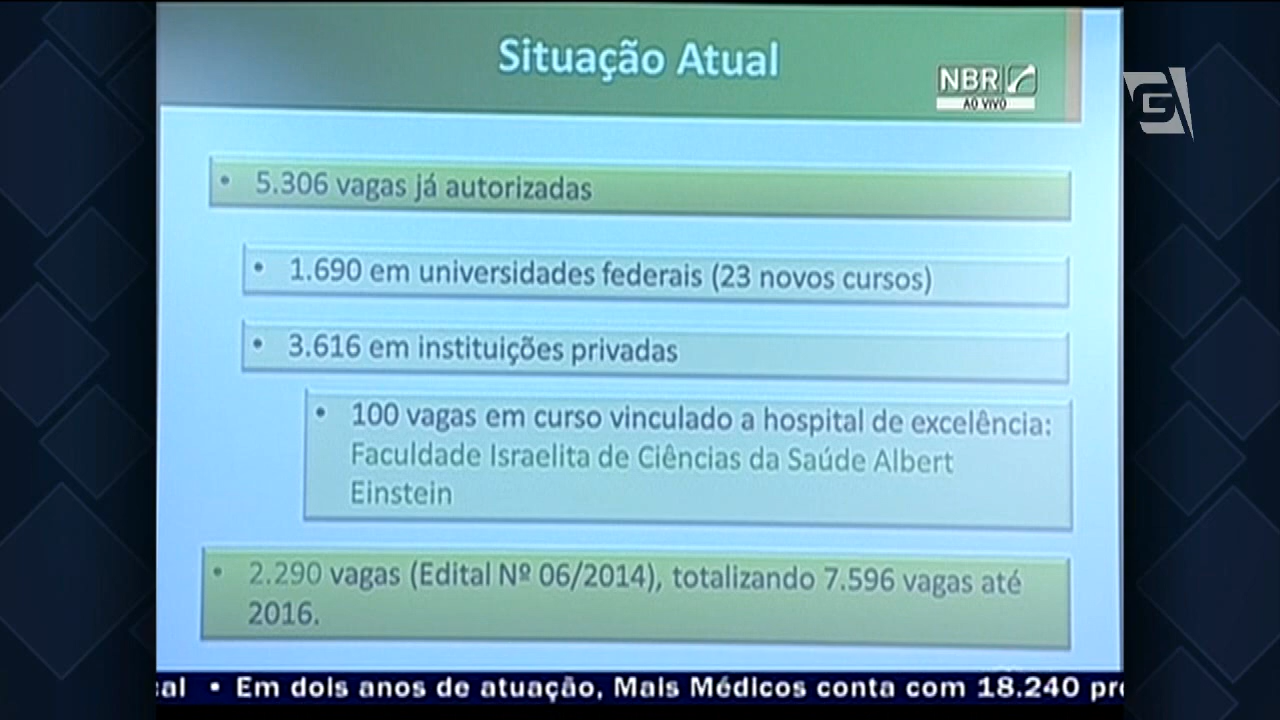 Situação Atual
NBR
AO VIVO
G
• 5.306 vagas já autorizadas
• 1.690 em universidades federais (23 novos cursos)
• 3.616 em instituições privadas
• 100 vagas em curso vinculado a hospital de excelência:
Faculdade Israelita de Ciências da Saúde Albert
Einstein
• 2.290 vagas (Edital Nº 06/2014), totalizando 7.596 vagas até
2016.
al • Em dois anos de atuação, Mais Médicos conta com 18.240 pr